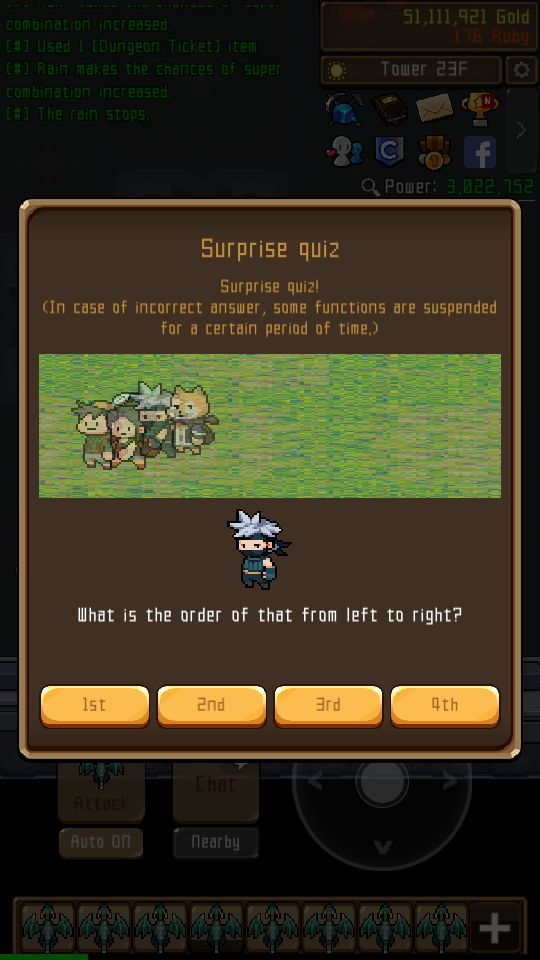 combination increased.
[#] Used 1 [Dungeon Ticket] item
[#] Rain makes the chances of super
combination increased.
[#] The rain stops.
51,111,921 Gold
176 Ruby
Tower 23F
N
C
1
f
Power: 3,022,752
Surprise quiz
Surprise quiz!
(In case of incorrect answer, some functions are suspended
for a certain period of time.)
What is the order of that from left to right?
1st
2nd
3rd
4th
Attack
Chat
Auto ON
Nearby